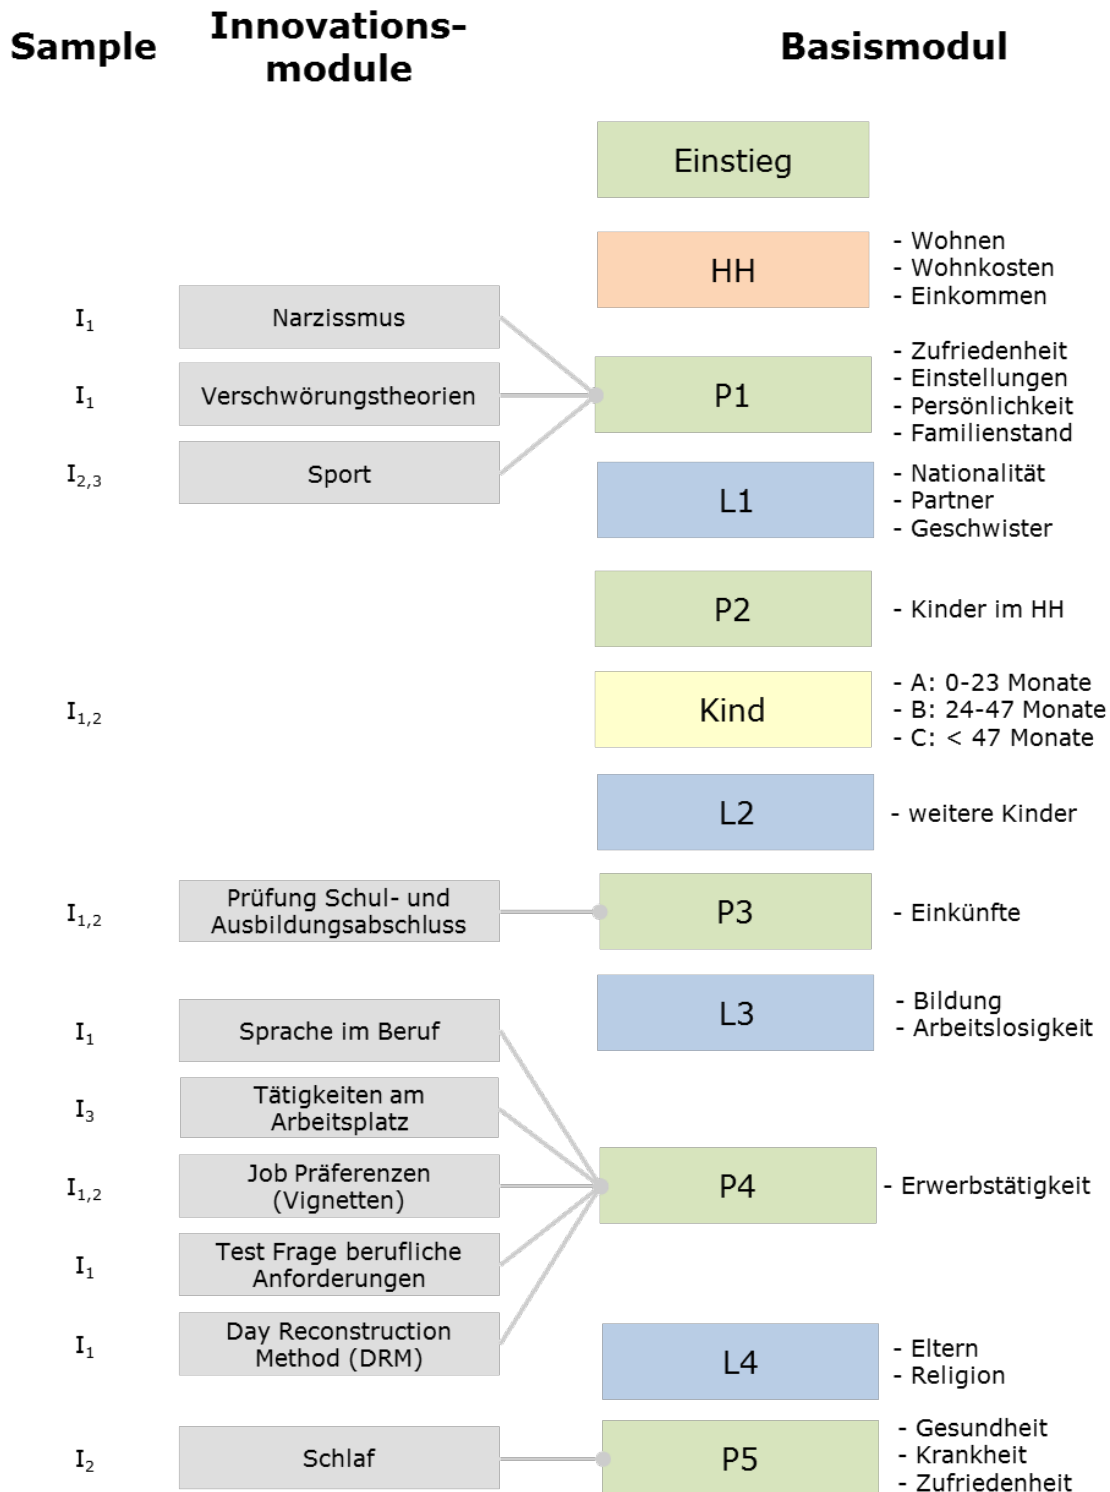 Sample
Innovations-
module
Basismodul
Einstieg
HH
- Wohnen
- Wohnkosten
- Einkommen
I1
Narzissmus
I1
Verschwörungstheorien
I2,3
Sport
P1
- Zufriedenheit
- Einstellungen
- Persönlichkeit
- Familienstand
L1
- Nationalität
- Partner
- Geschwister
P2
- Kinder im HH
I1,2
Kind
- A: 0-23 Monate
- B: 24-47 Monate
- C: < 47 Monate
L2
- weitere Kinder
I1,2
Prüfung Schul- und
Ausbildungsabschluss
P3
- Einkünfte
L3
- Bildung
- Arbeitslosigkeit
I1
Sprache im Beruf
I3
Tätigkeiten am
Arbeitsplatz
I1,2
Job Präferenzen
(Vignetten)
P4
- Erwerbstätigkeit
I1
Test Frage berufliche
Anforderungen
I1
Day Reconstruction
Method (DRM)
L4
- Eltern
- Religion
I2
Schlaf
P5
- Gesundheit
- Krankheit
- Zufriedenheit